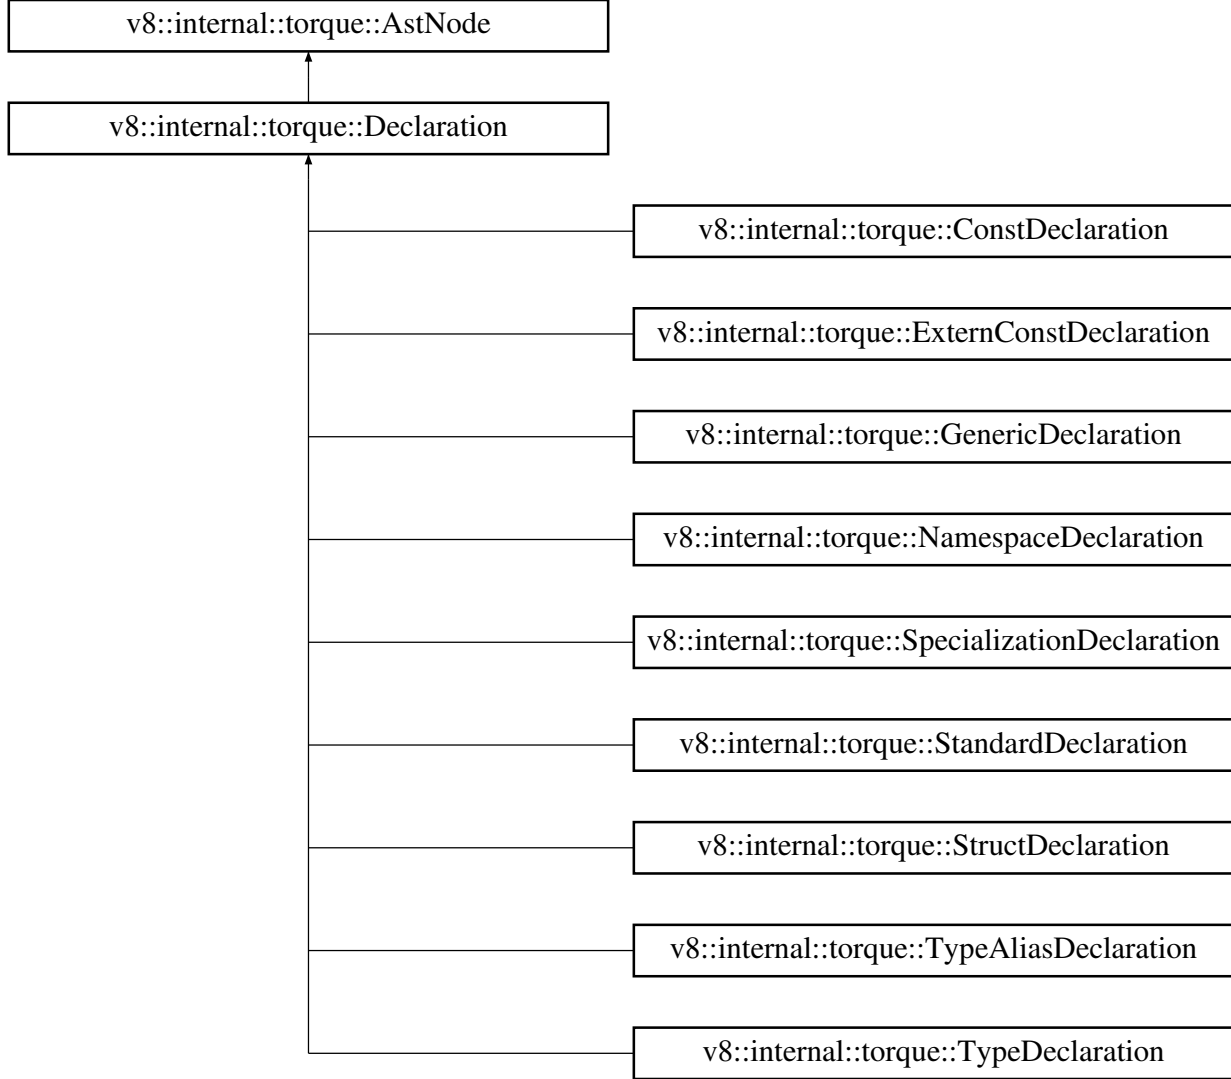 v8::internal::torque::AstNode
v8::internal::torque::Declaration
v8::internal::torque::ConstDeclaration
v8::internal::torque::ExternConstDeclaration
v8::internal::torque::GenericDeclaration
v8::internal::torque::NamespaceDeclaration
v8::internal::torque::SpecializationDeclaration
v8::internal::torque::StandardDeclaration
v8::internal::torque::StructDeclaration
v8::internal::torque::TypeAliasDeclaration
v8::internal::torque::TypeDeclaration